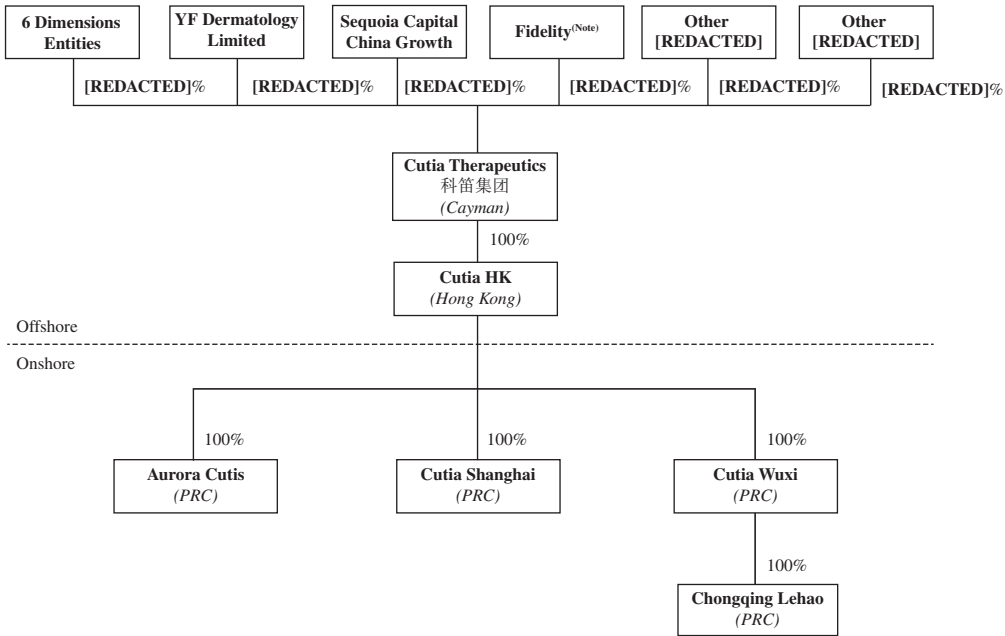 6 Dimensions
Entities
YF Dermatology
Limited
Sequoia Capital
China Growth
Fidelity(Note)
Other
[REDACTED]
Other
[REDACTED]
[REDACTED]%
[REDACTED]%
[REDACTED]%
[REDACTED]%
[REDACTED]%
[REDACTED]%
Cutia Therapeutics
科笛集团
(Cayman)
100%
Cutia HK
(Hong Kong)
Offshore
Onshore
100%
100%
100%
Aurora Cutis
(PRC)
Cutia Shanghai
(PRC)
Cutia Wuxi
(PRC)
100%
Chongqing Lehao
(PRC)